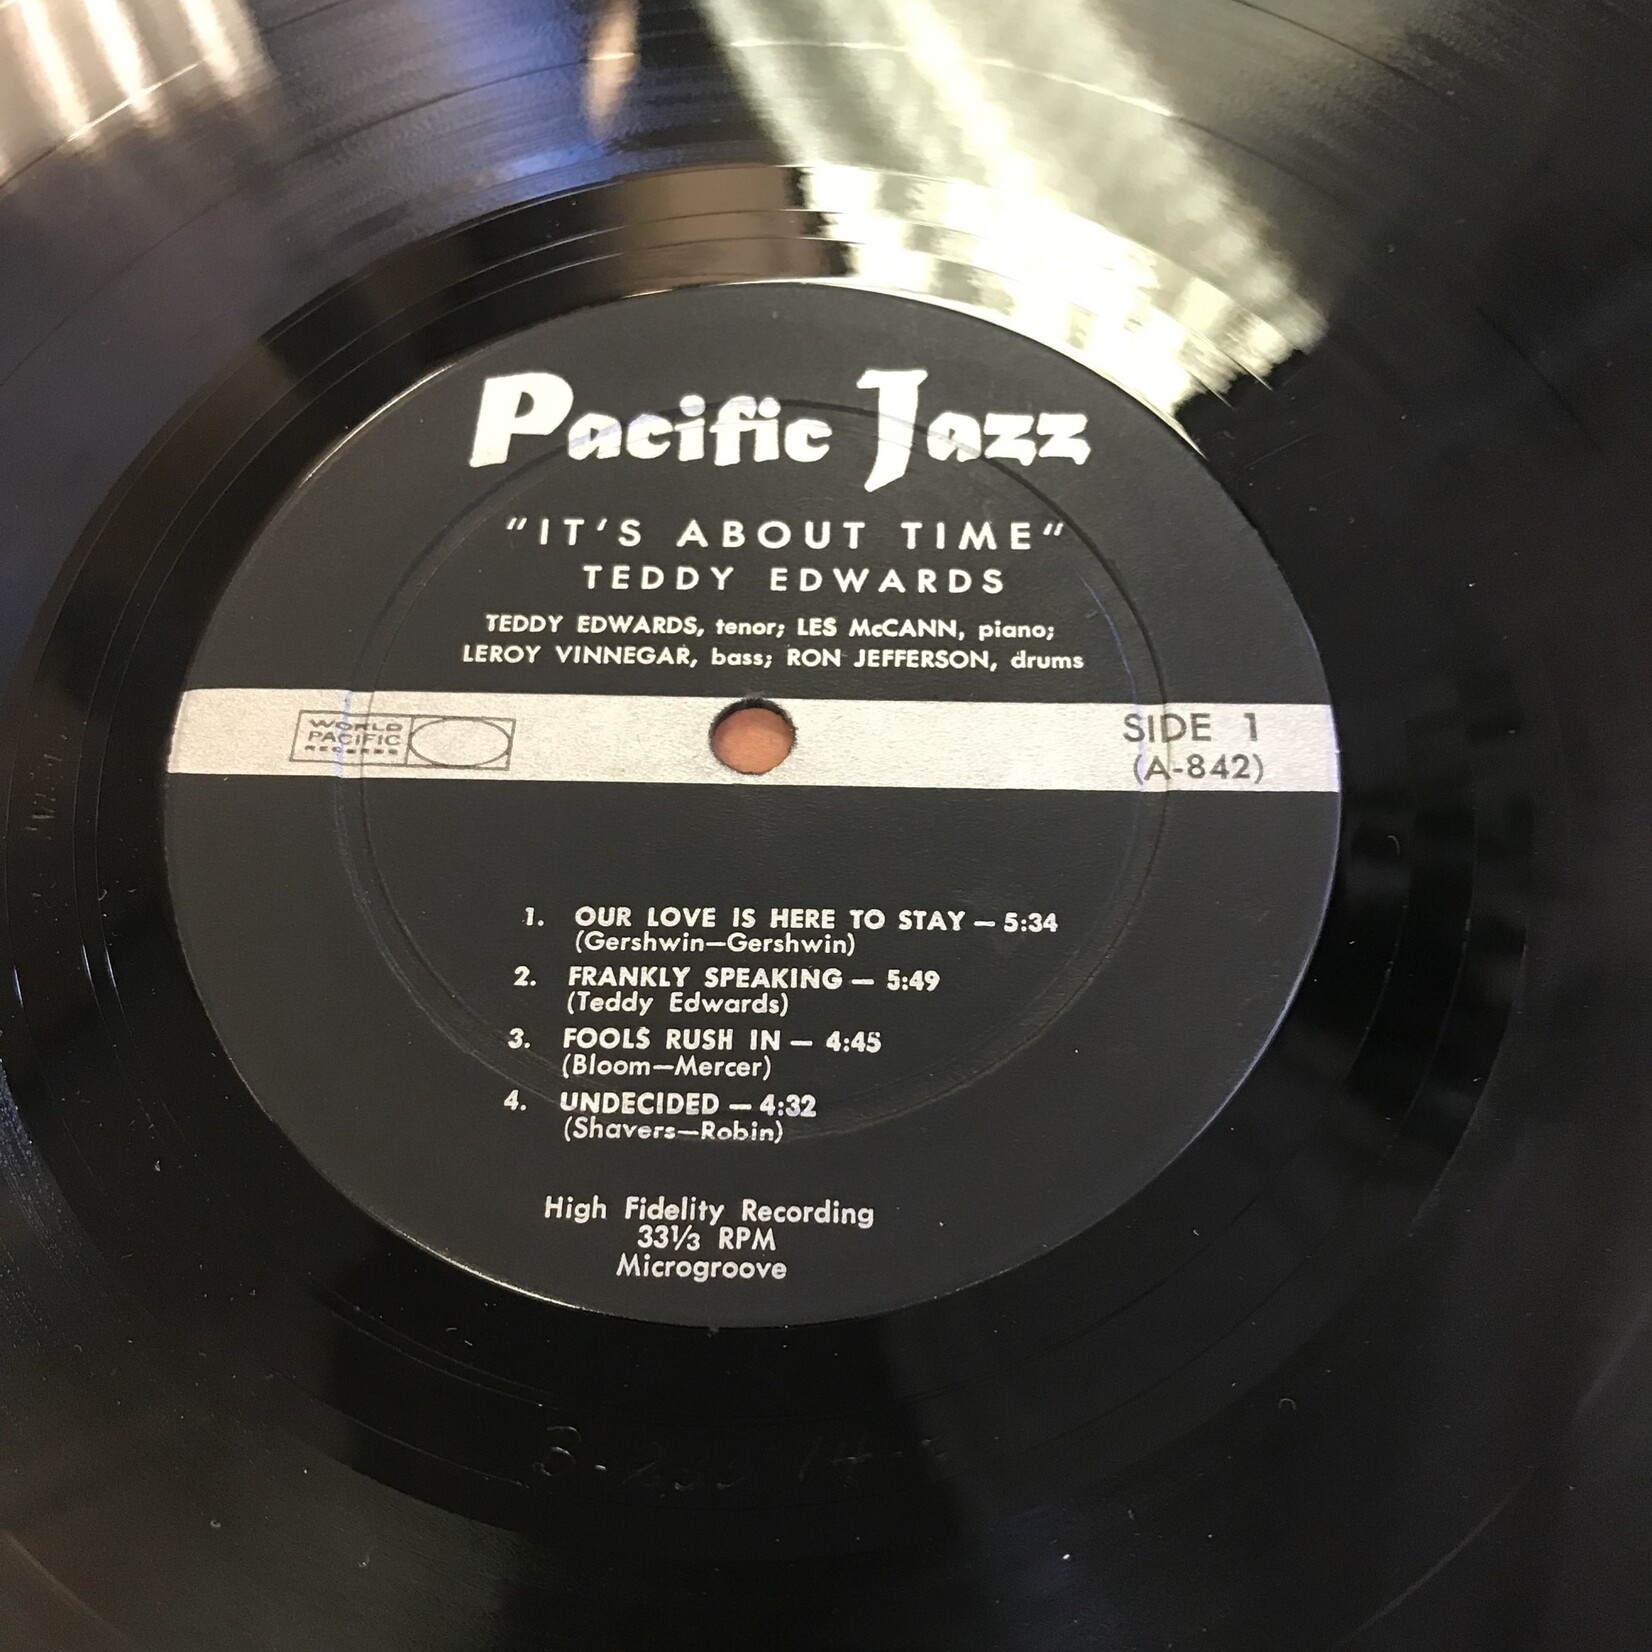 Pacific Jazz
"IT'S ABOUT TIME"
TEDDY EDWARDS
TEDDY EDWARDS, tenor; LES McCANN, piano;
LEROY VINNEGAR, bass; RON JEFFERSON, drums
WORLD
PACIFIC
RECORDS
SIDE 1
(A-842)
1. OUR LOVE IS HERE TO STAY — 5:34
(Gershwin—Gershwin)
2. FRANKLY SPEAKING — 5:49
(Teddy Edwards)
3. FOOLS RUSH IN — 4:45
(Bloom—Mercer)
4. UNDECIDED — 4:32
(Shavers—Robin)
High Fidelity Recording
33⅓ RPM
Microgroove